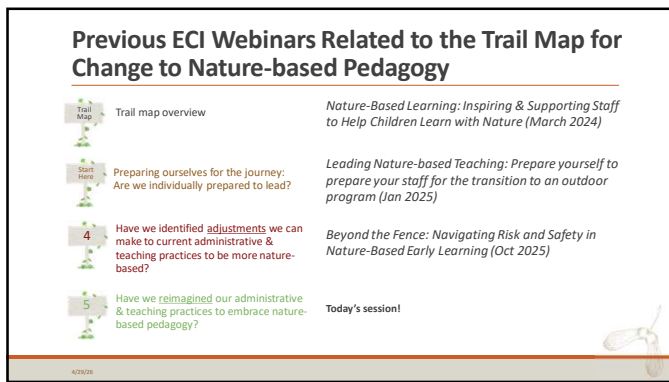 Previous ECI Webinars Related to the Trail Map for
Change to Nature-based Pedagogy
Trail
Map
Trail map overview
Nature-Based Learning: Inspiring & Supporting Staff
to Help Children Learn with Nature (March 2024)
Start
Here
Preparing ourselves for the journey:
Are we individually prepared to lead?
Leading Nature-based Teaching: Prepare yourself to
prepare your staff for the transition to an outdoor
program (Jan 2025)
4
Have we identified adjustments we can
make to current administrative &
teaching practices to be more nature-
based?
Beyond the Fence: Navigating Risk and Safety in
Nature-Based Early Learning (Oct 2025)
5
Have we reimagined our administrative
& teaching practices to embrace nature-
based pedagogy?
Today's session!
4/29/26